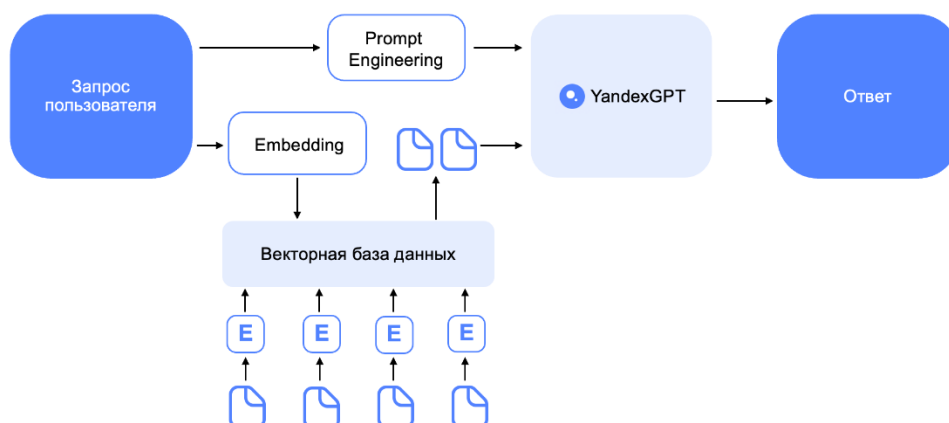 Запрос
пользователя
Prompt
Engineering
YandexGPT
Ответ
Embedding
Векторная база данных
E
E
E
E